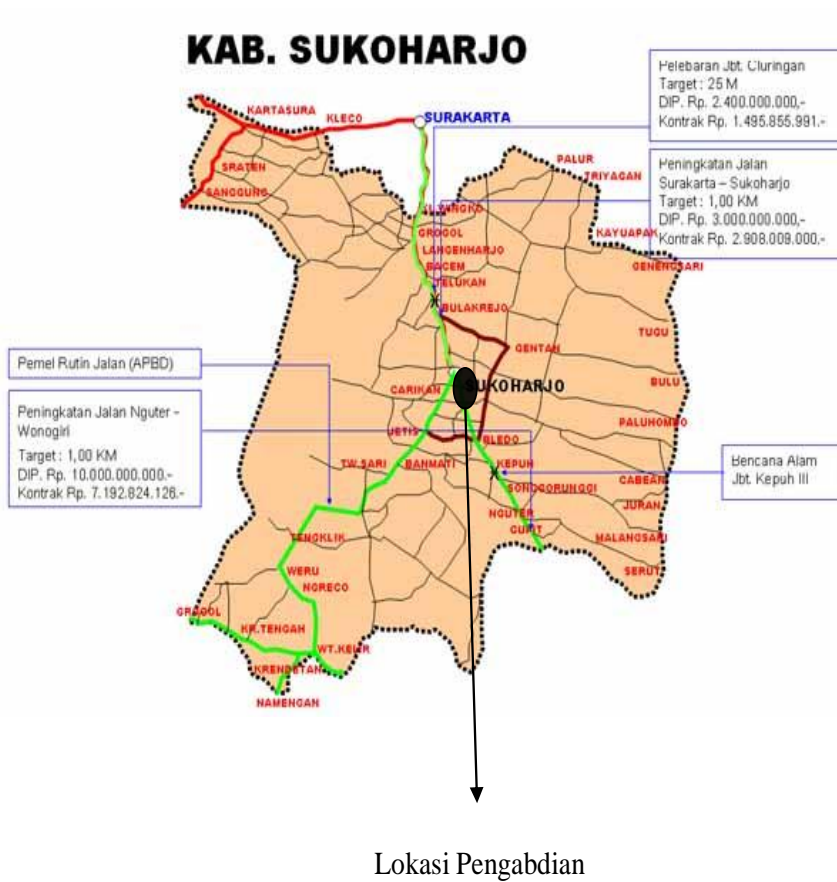 KAB. SUKOHARJO
Pelebaran Jbt. Cluringan
Target : 25 M
DIP. Rp. 2.400.000.000,-
Kontrak Rp. 1.495.855.991.-
Peningkatan Jalan
Surakarta – Sukoharjo
Target : 1,00 KM
DIP. Rp. 3.000.000.000,-
Kontrak Rp. 2.908.009.000,-
KARTASURA
KLECO
SURAKARTA
SRATEN
SANGGUNG
PALUR
TRIYAGAN
GROGOL
KAYUAPAK
LANGENHARJO
BACEM
GENENGSARI
TELUKAN
BULAKREJO
TUGU
GENTAN
Pemel Rutin Jalan (APBD)
CARIKAN
SUKOHARJO
BULU
Peningkatan Jalan Nguter -
Wonogiri
Target : 1,00 KM
DIP. Rp. 10.000.000.000.-
Kontrak Rp. 7.192.824.126.-
PALUHOMBO
JETIS
BLEDO
TW.SARI
BANMATI
KEPUH
Bencana Alam
Jbt. Kepuh III
SONGGORUNGGI
CABEAN
NGUTER
JURAN
GUPIT
TENGKLIK
MALANGSARI
WERU
SERUT
NGRECO
GROGOL
KR.TENGAH
WT.KELIR
KRENDETAN
NAMENGAN
Lokasi Pengabdian